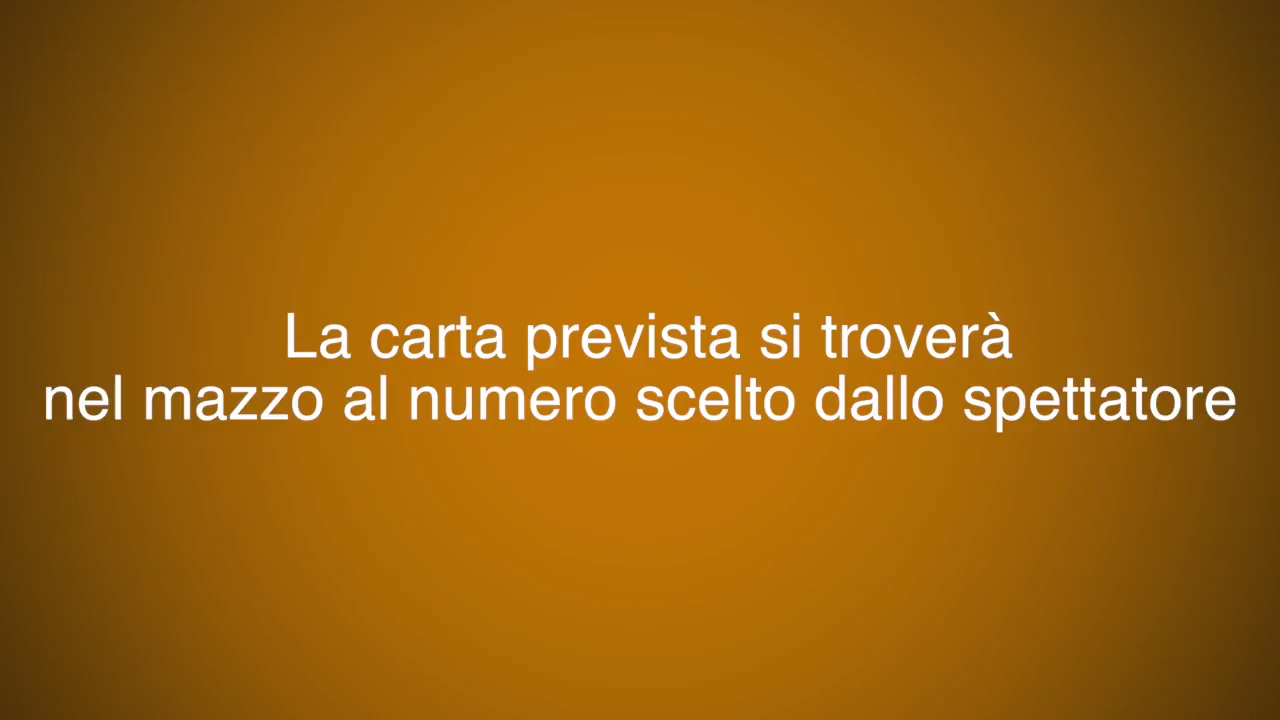 La carta prevista si troverà
nel mazzo al numero scelto dallo spettatore